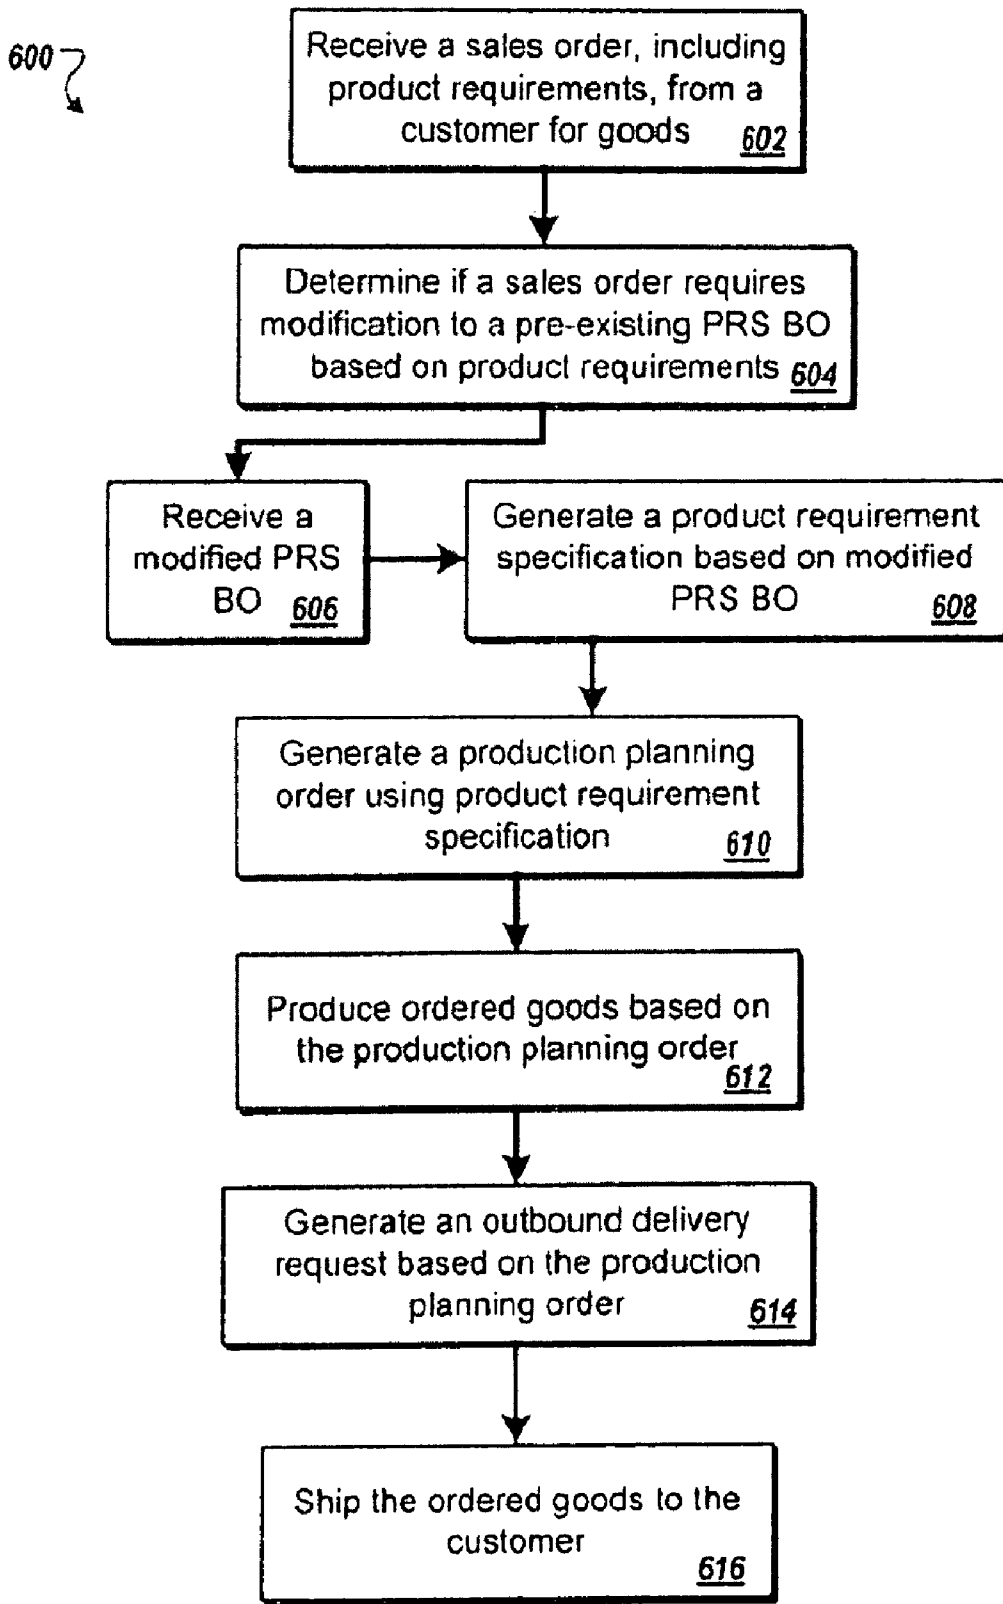 600
Receive a sales order, including
product requirements, from a
customer for goods 602
Determine if a sales order requires
modification to a pre-existing PRS BO
based on product requirements 604
Receive a
modified PRS
BO 606
Generate a product requirement
specification based on modified
PRS BO 608
Generate a production planning
order using product requirement
specification 610
Produce ordered goods based on
the production planning order
612
Generate an outbound delivery
request based on the production
planning order 614
Ship the ordered goods to the
customer
616